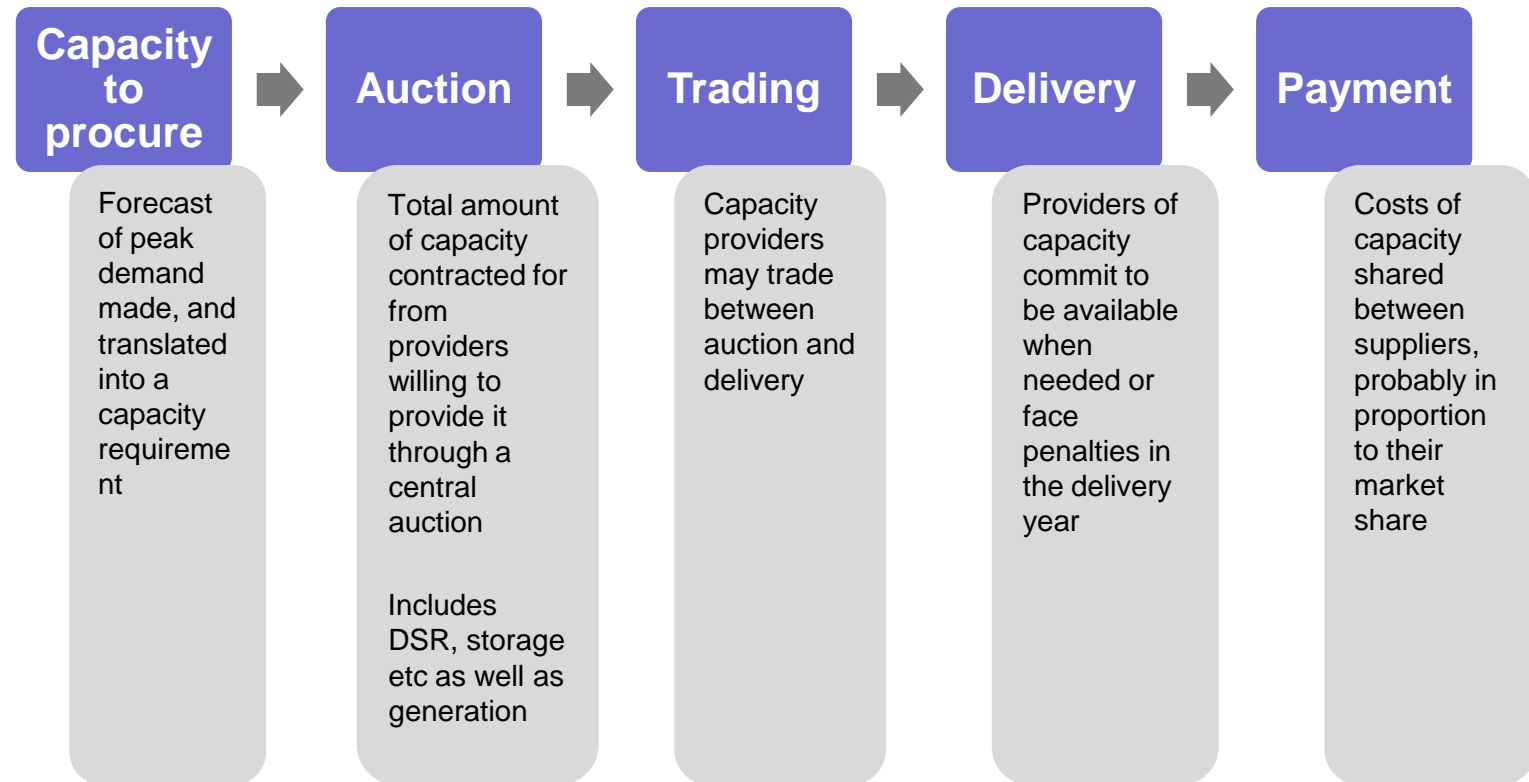 Capacity
to
procure
Forecast
of peak
demand
made, and
translated
into a
capacity
requireme
nt
Auction
Total amount
of capacity
contracted for
from
providers
willing to
provide it
through a
central
auction
Includes
DSR, storage
etc as well as
generation
Trading
Capacity
providers
may trade
between
auction and
delivery
Delivery
Providers of
capacity
commit to
be available
when
needed or
face
penalties in
the delivery
year
Payment
Costs of
capacity
shared
between
suppliers,
probably in
proportion
to their
market
share